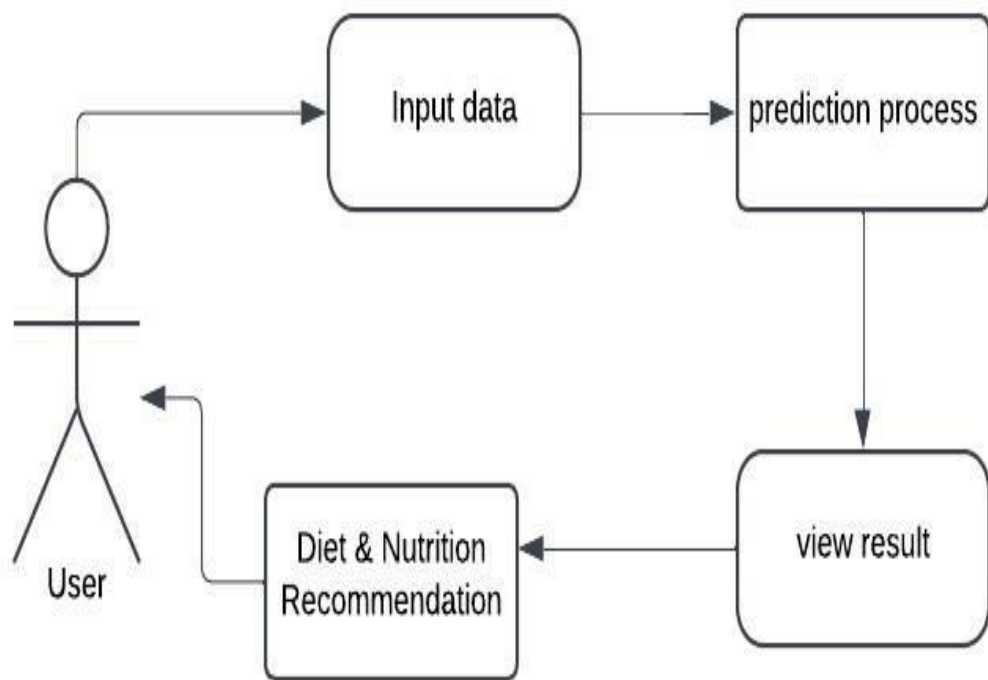 Input data
prediction process
view result
Diet & Nutrition
Recommendation
User